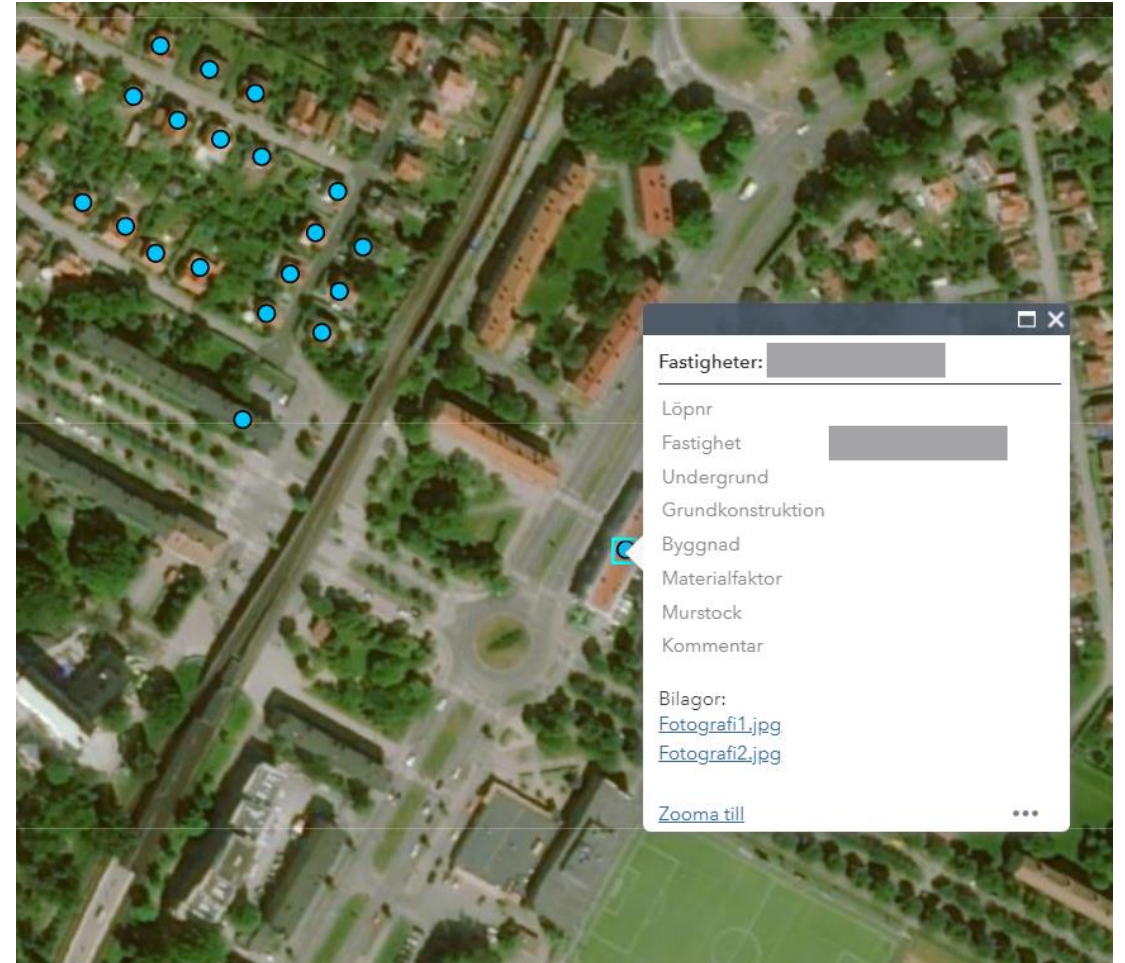 Fastigheter:
Löpnr
Fastighet
Undergrund
Grundkonstruktion
Byggnad
Materialfaktor
Murstock
Kommentar
Bilagor:
Fotografi1.jpg
Fotografi2.jpg
Zooma till